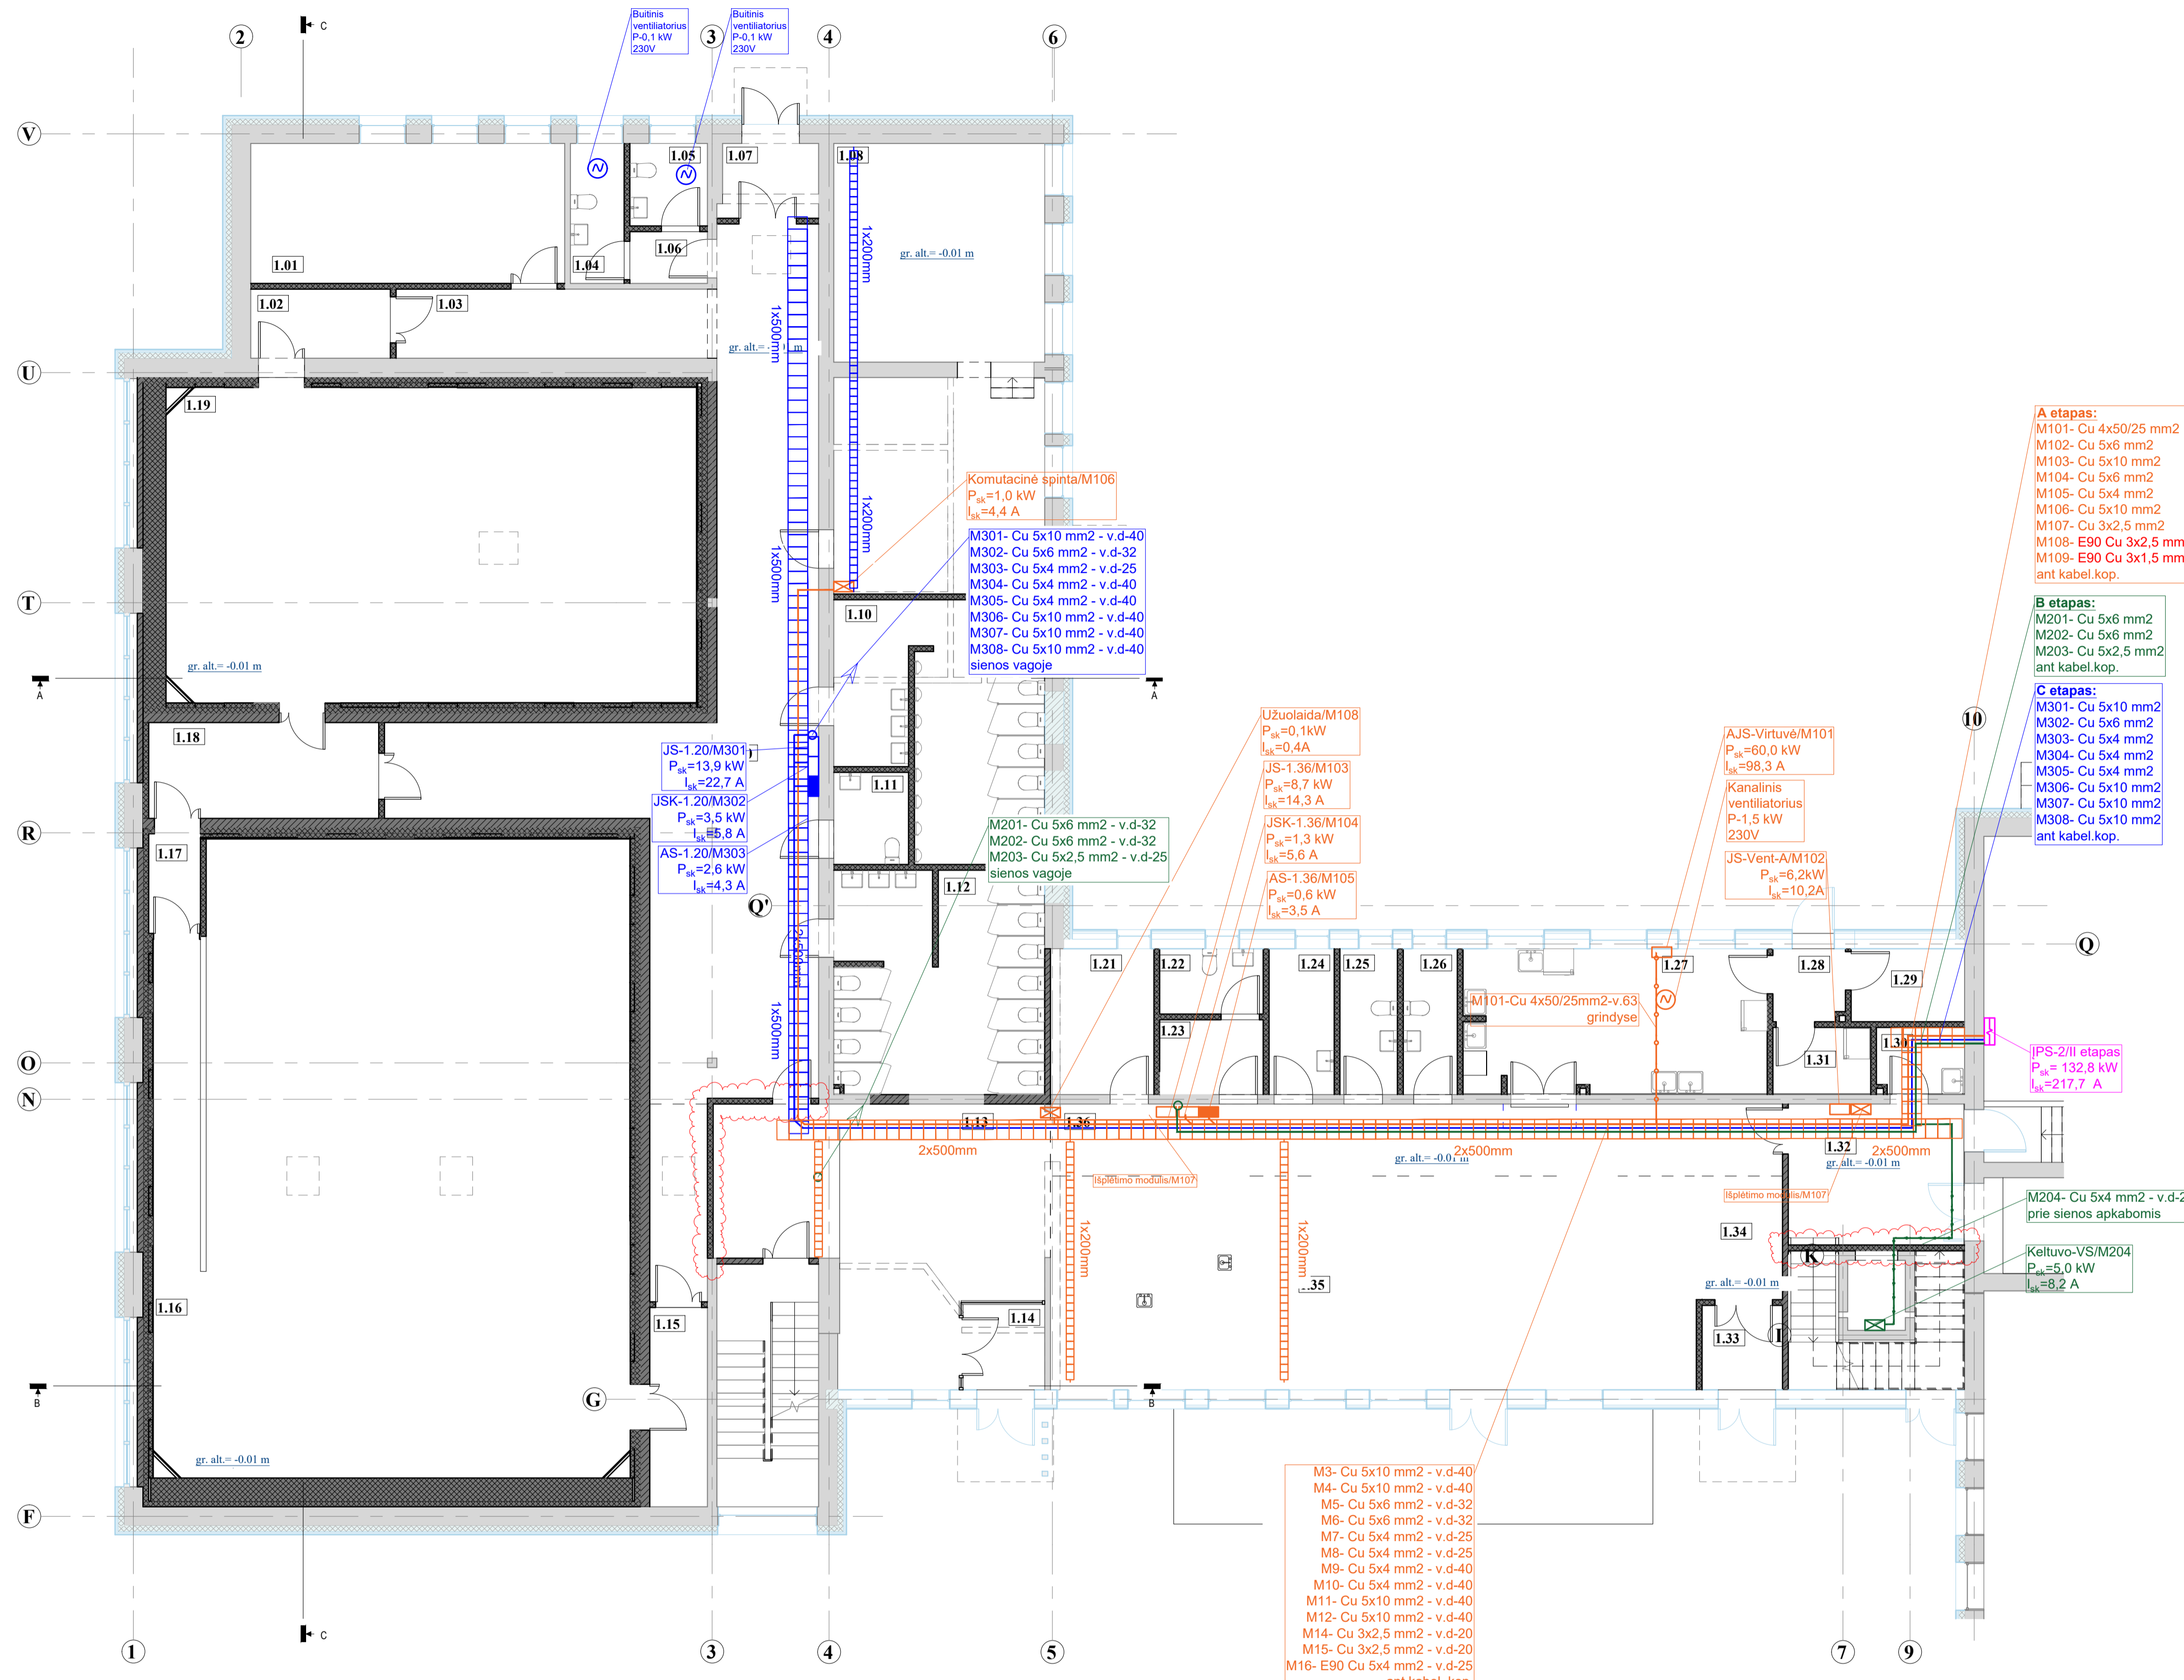 2
C
Buitinis
ventiliatorius
P-0,1 kW
230V
Buitinis
ventiliatorius
P-0,1 kW
230V
3
4
6
V
1.05
1.07
1.08
1.06
1.04
1.01
1.02
1.03
gr. alt.= -0.01 m
1x200mm
1x500mm
U
1.19
A etapas:
M101- Cu 4x50/25 mm2
M102- Cu 5x6 mm2
M103- Cu 5x10 mm2
M104- Cu 5x6 mm2
M105- Cu 5x4 mm2
M106- Cu 5x10 mm2
M107- Cu 3x2,5 mm2
M108- E90 Cu 3x2,5 mm
M109- E90 Cu 3x1,5 mm
ant kabel.kop.
Komutacinė spinta/M106
Psk=1,0 kW
Isk=4,4 A
1x200mm
1x500mm
M301- Cu 5x10 mm2 - v.d-40
M302- Cu 5x6 mm2 - v.d-32
M303- Cu 5x4 mm2 - v.d-25
M304- Cu 5x4 mm2 - v.d-40
M305- Cu 5x4 mm2 - v.d-40
M306- Cu 5x10 mm2 - v.d-40
M307- Cu 5x10 mm2 - v.d-40
M308- Cu 5x10 mm2 - v.d-40
sienos vagoje
T
1.10
B etapas:
M201- Cu 5x6 mm2
M202- Cu 5x6 mm2
M203- Cu 5x2,5 mm2
ant kabel.kop.
gr. alt.= -0.01 m
A
A
C etapas:
M301- Cu 5x10 mm2
M302- Cu 5x6 mm2
M303- Cu 5x4 mm2
M304- Cu 5x4 mm2
M305- Cu 5x4 mm2
M306- Cu 5x10 mm2
M307- Cu 5x10 mm2
M308- Cu 5x10 mm2
ant kabel.kop.
10
1.18
JS-1.20/M301
Psk=13,9 kW
Isk=22,7 A
JSK-1.20/M302
Psk=3,5 kW
Isk=5,8 A
AS-1.20/M303
Psk=2,6 kW
Isk=4,3 A
1.11
Užuolaida/M108
Psk=0,1kW
Isk=0,4A
JS-1.36/M103
Psk=8,7 kW
Isk=14,3 A
JSK-1.36/M104
Psk=1,3 kW
Isk=5,6 A
AS-1.36/M105
Psk=0,6 kW
Isk=3,5 A
AJS-Virtuvė/M101
Psk=60,0 kW
Isk=98,3 A
Kanalinis
ventiliatorius
P-1,5 kW
230V
JS-Vent-A/M102
Psk=6,2kW
Isk=10,2A
R
1.17
M201- Cu 5x6 mm2 - v.d-32
M202- Cu 5x6 mm2 - v.d-32
M203- Cu 5x2,5 mm2 - v.d-25
sienos vagoje
1.12
Q'
Q
1.21
1.22
1.24
1.25
1.26
1.27
1.28
1.29
M101-Cu 4x50/25mm2-v.63
grindyse
1x500mm
1.23
1.30
1.31
O
ĮPS-2/II etapas
Psk= 132,8 kW
Isk=217,7 A
N
1.13
1.36
2x500mm
2x500mm
2x500mm
1.32
gr. alt.= -0.01 m
Išplėtimo modulis/M107
Išplėtimo modulis/M107
M204- Cu 5x4 mm2 - v.d-2
prie sienos apkabomis
1x200mm
1x200mm
1.34
K
Keltuvo-VS/M204
Psk=5,0 kW
Isk=8,2 A
gr. alt.= -0.01 m
1.16
1.15
1.14
1.33
I
B
B
G
gr. alt.= -0.01 m
F
M3- Cu 5x10 mm2 - v.d-40
M4- Cu 5x10 mm2 - v.d-40
M5- Cu 5x6 mm2 - v.d-32
M6- Cu 5x6 mm2 - v.d-32
M7- Cu 5x4 mm2 - v.d-25
M8- Cu 5x4 mm2 - v.d-25
M9- Cu 5x4 mm2 - v.d-40
M10- Cu 5x4 mm2 - v.d-40
M11- Cu 5x10 mm2 - v.d-40
M12- Cu 5x10 mm2 - v.d-40
M14- Cu 3x2,5 mm2 - v.d-20
M15- Cu 3x2,5 mm2 - v.d-20
M16- E90 Cu 5x4 mm2 - v.d-25
C
1
3
4
5
7
9